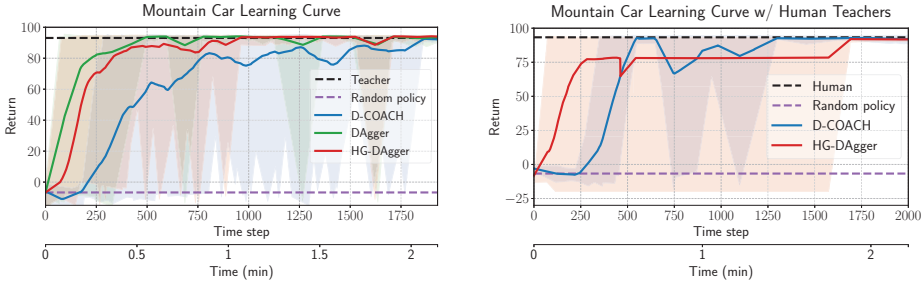 Mountain Car Learning Curve
Return
100
80
60
40
20
0
Teacher
Random policy
D-COACH
DAgger
HG-DAgger
0 250 500 750 1000 1250 1500 1750
Time step
0 0.5 1 1.5 2
Time (min)
Mountain Car Learning Curve w/ Human Teachers
Return
100
75
50
25
0
−25
Human
Random policy
D-COACH
HG-DAgger
0 250 500 750 1000 1250 1500 1750 2000
Time step
0 1 2
Time (min)